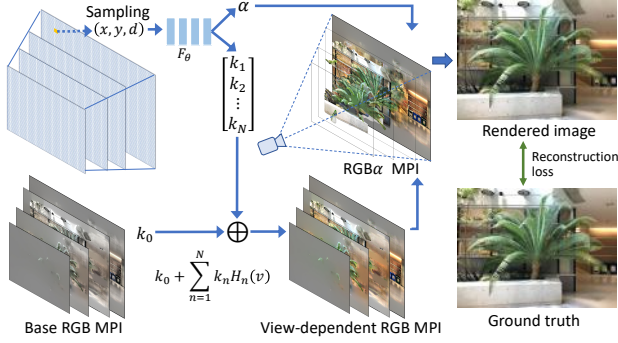 Sampling
(x, y, d)
F_θ
α
k_1
k_2
⋮
k_N
RGBα MPI
Rendered image
Reconstruction
loss
k_0
k_0 + ∑_{n=1}^{N} k_n H_n(v)
Base RGB MPI
View-dependent RGB MPI
Ground truth